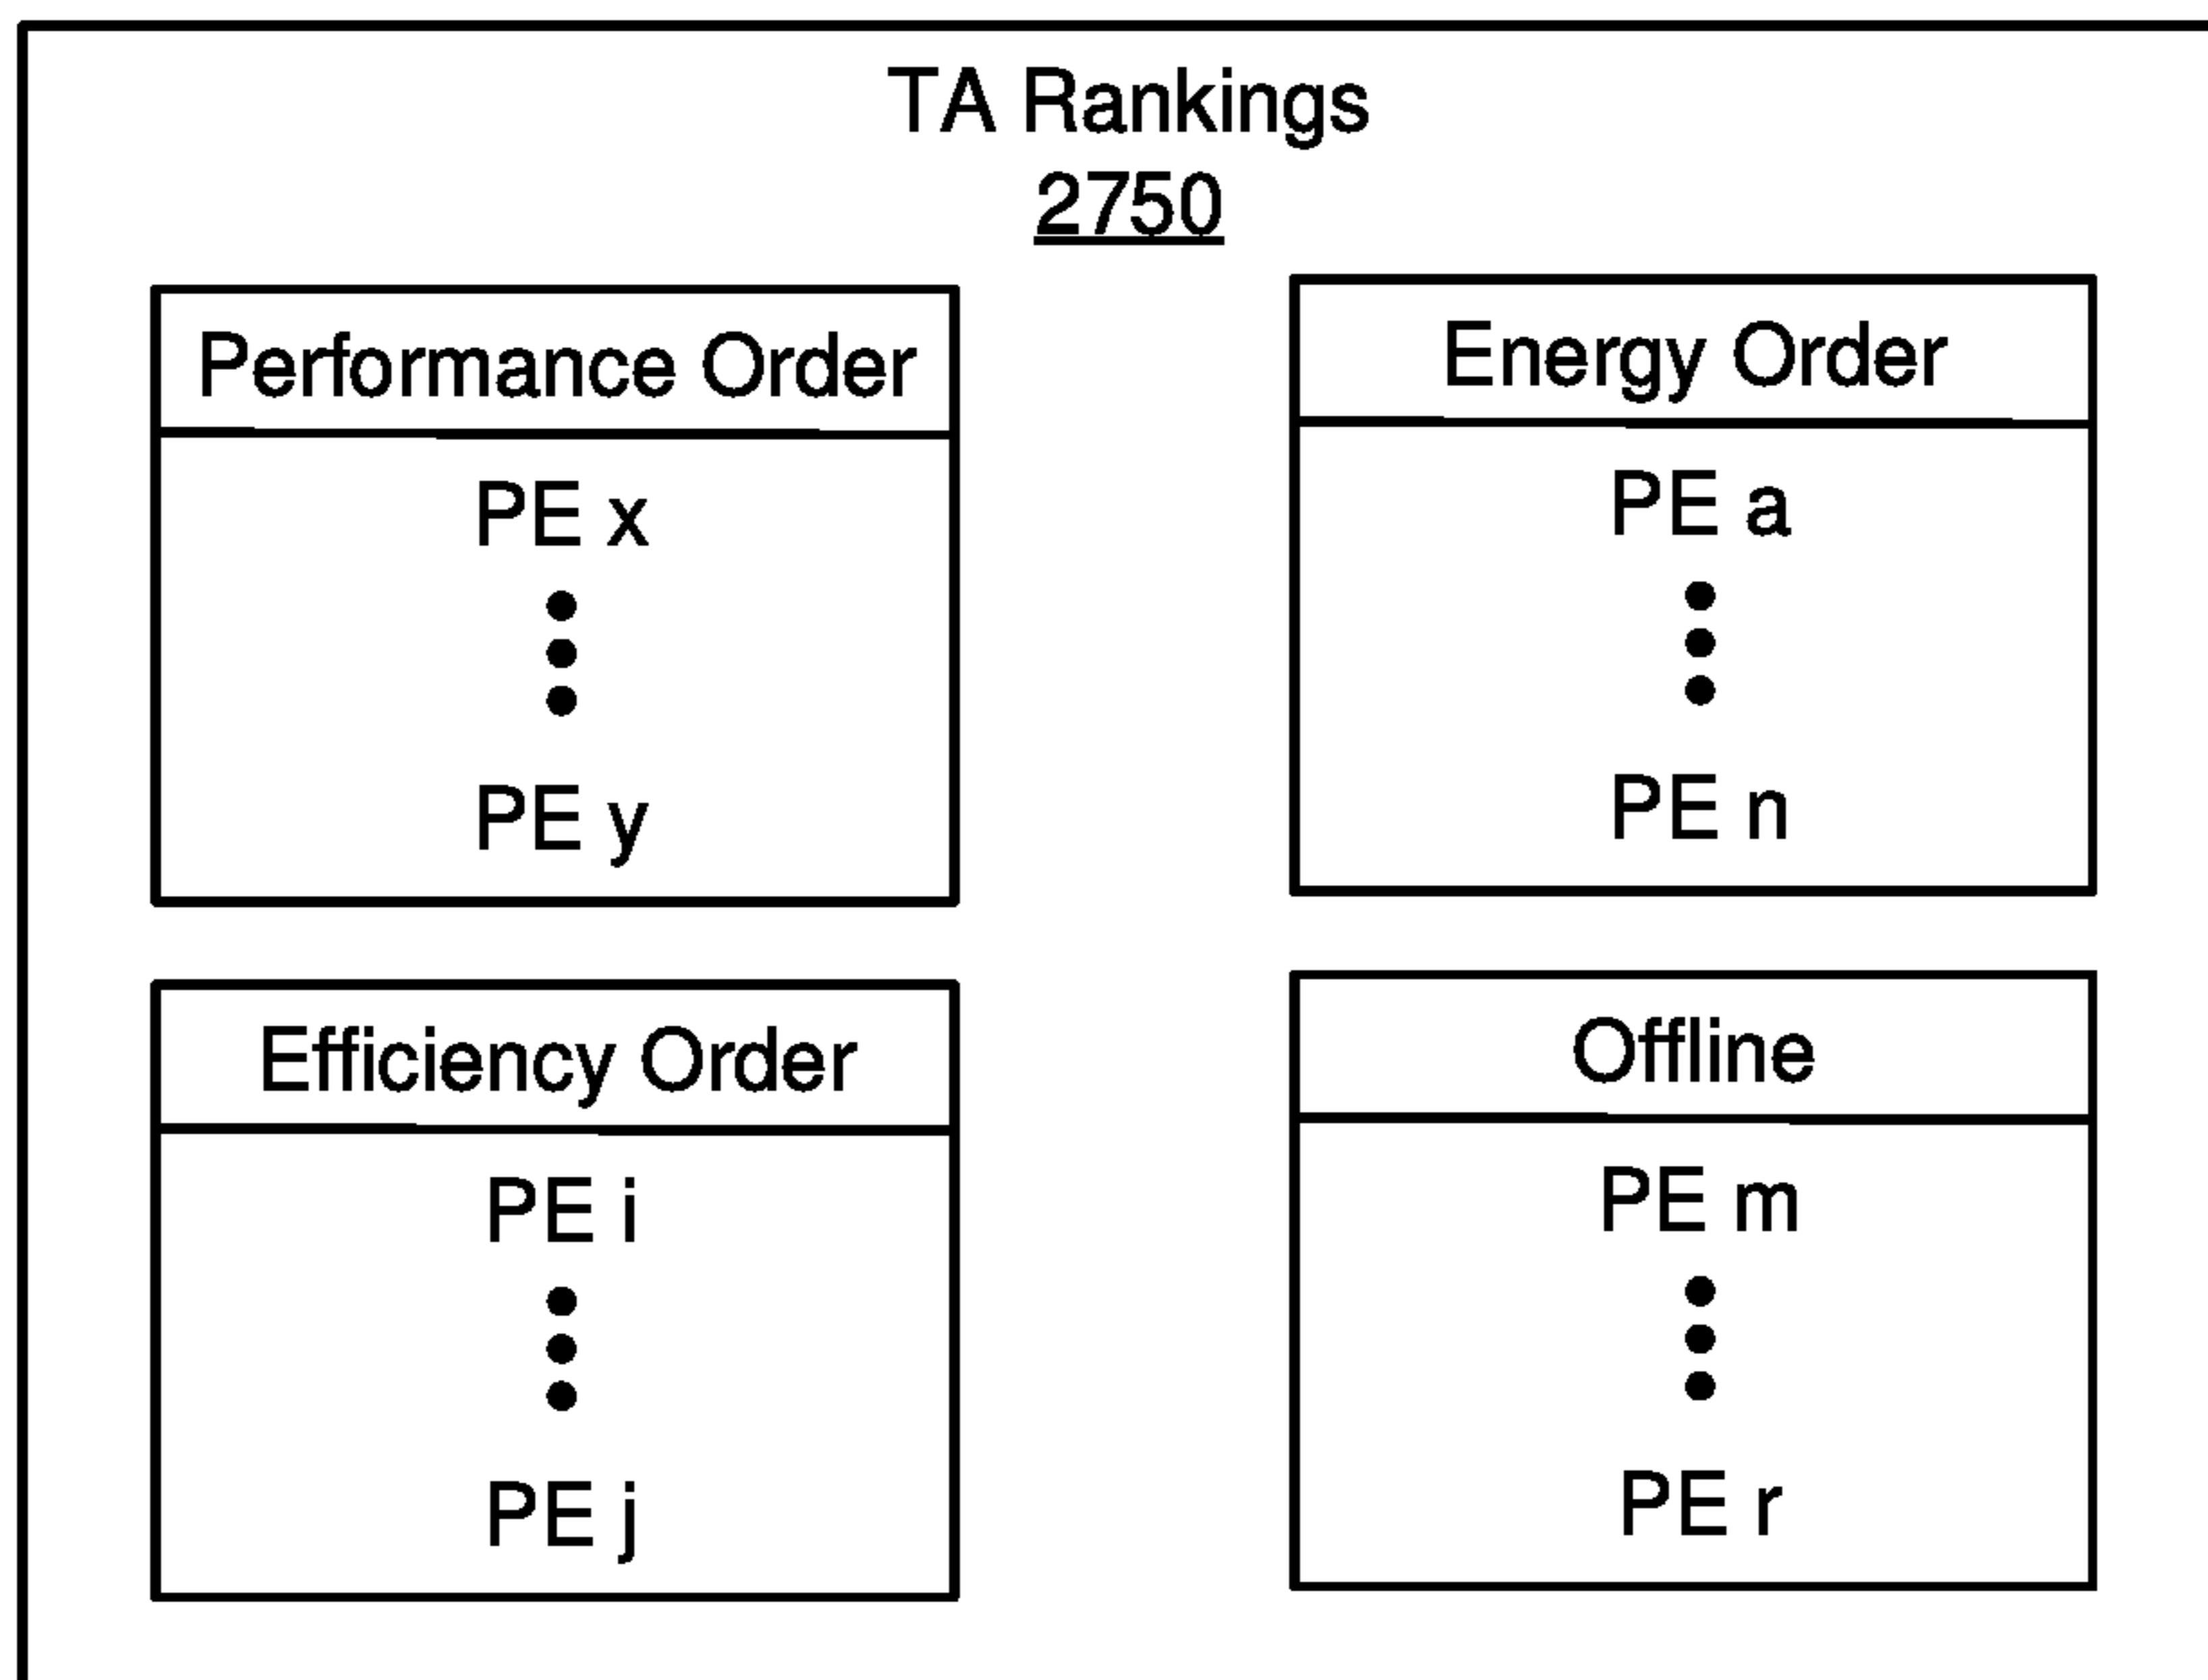 TA Rankings
2750
Performance Order
PE x
PE y
Energy Order
PE a
PE n
Efficiency Order
PE i
PE j
Offline
PE m
PE r